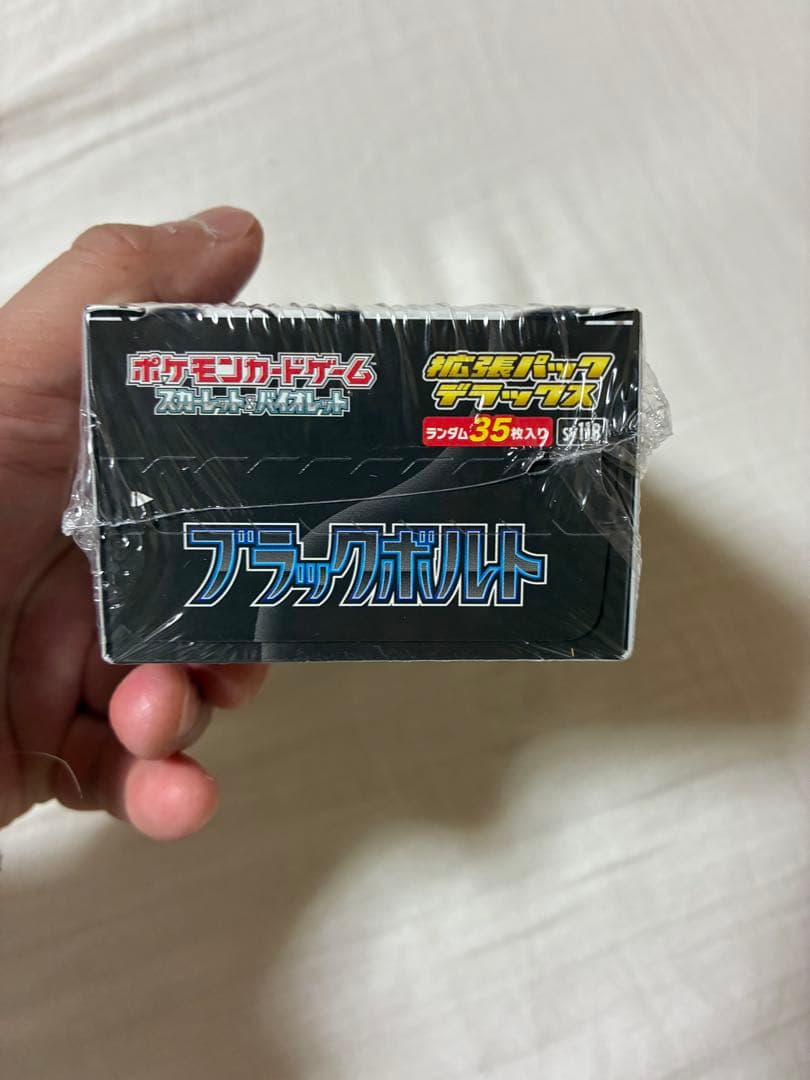 ポケモンカードゲーム
スカーレット&バイオレット
拡張パック
デラックス
ランダム35枚入り
SV11B
ブラックボルト